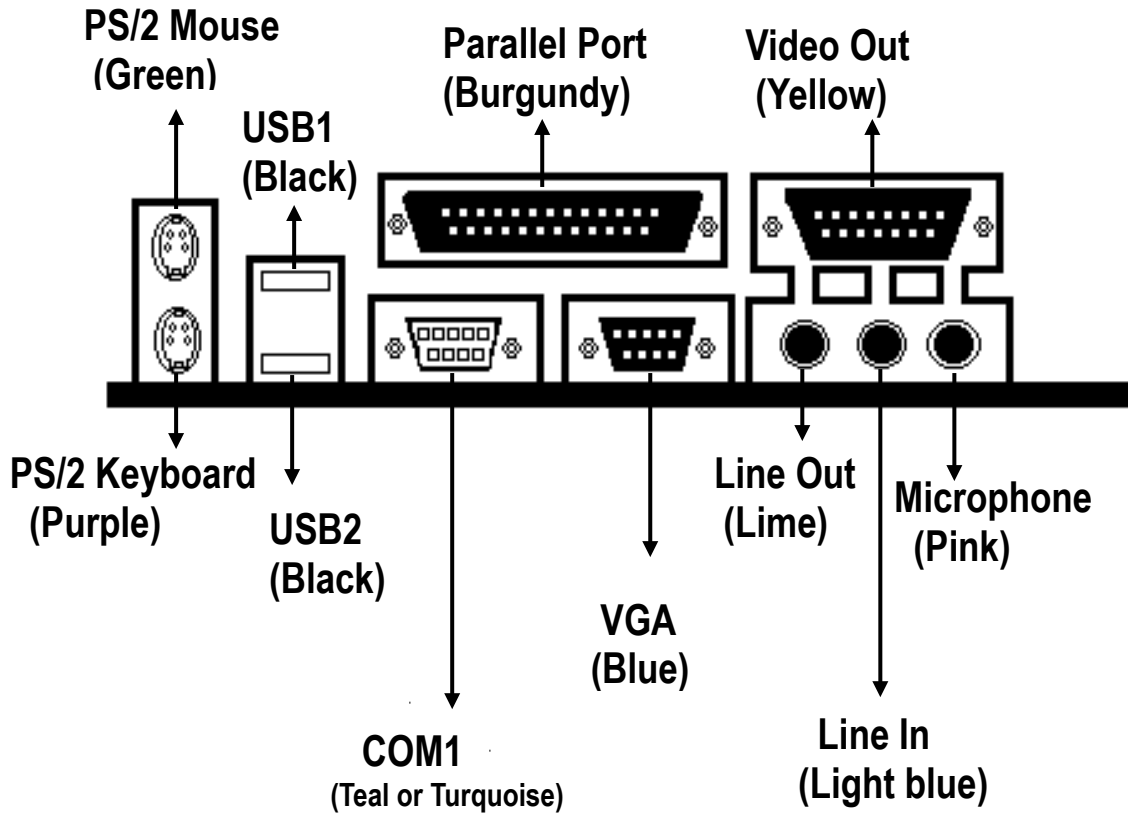 PS/2 Mouse
(Green)
USB1
(Black)
Parallel Port
(Burgundy)
Video Out
(Yellow)
PS/2 Keyboard
(Purple)
USB2
(Black)
COM1
(Teal or Turquoise)
VGA
(Blue)
Line Out
(Lime)
Line In
(Light blue)
Microphone
(Pink)